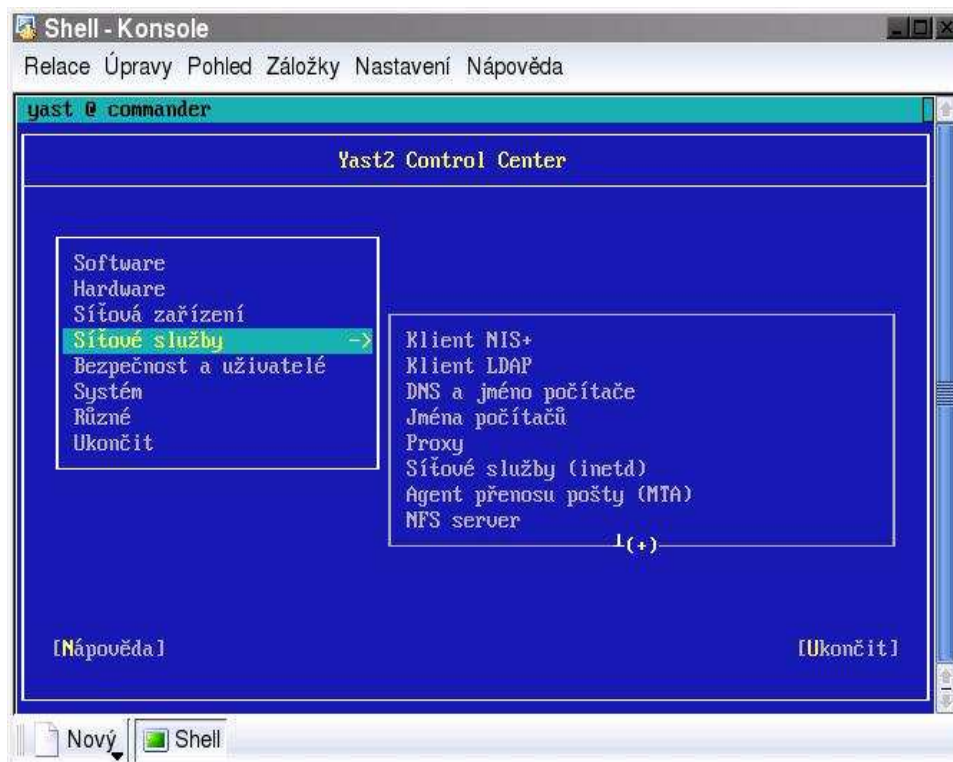 Shell - Konsole
Relace Úpravy Pohled Záložky Nastavení Nápověda
yast @ commander
Yast2 Control Center
Software
Hardware
Síťová zařízení
Síťové služby ->
Bezpečnost a uživatelé
Systém
Různé
Ukončit
Klient NIS+
Klient LDAP
DNS a jméno počítače
Jména počítačů
Proxy
Síťové služby (inetd)
Agent přenosu pošty (MTA)
NFS server
(+)
[Nápověda] [Ukončit]
Nový Shell